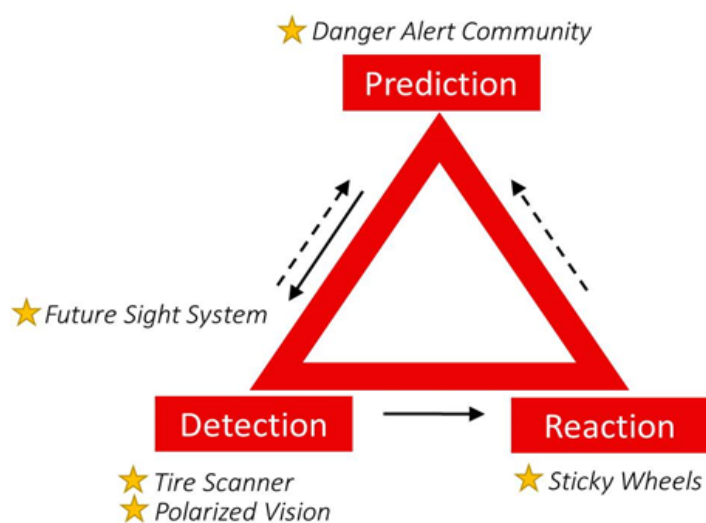 Danger Alert Community
Prediction
Future Sight System
Detection
Reaction
Tire Scanner
Sticky Wheels
Polarized Vision